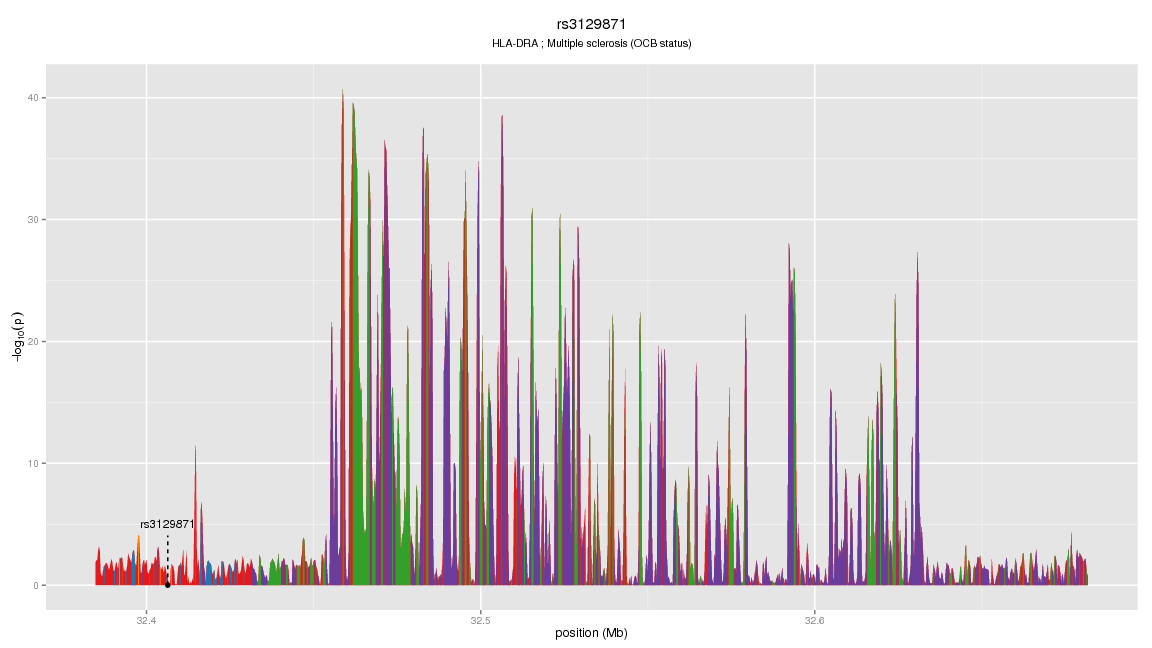 rs3129871
HLA-DRA ; Multiple sclerosis (OCB status)
40
30
20
10
0
-log10(p)
rs3129871
32.4
32.5
32.6
position (Mb)